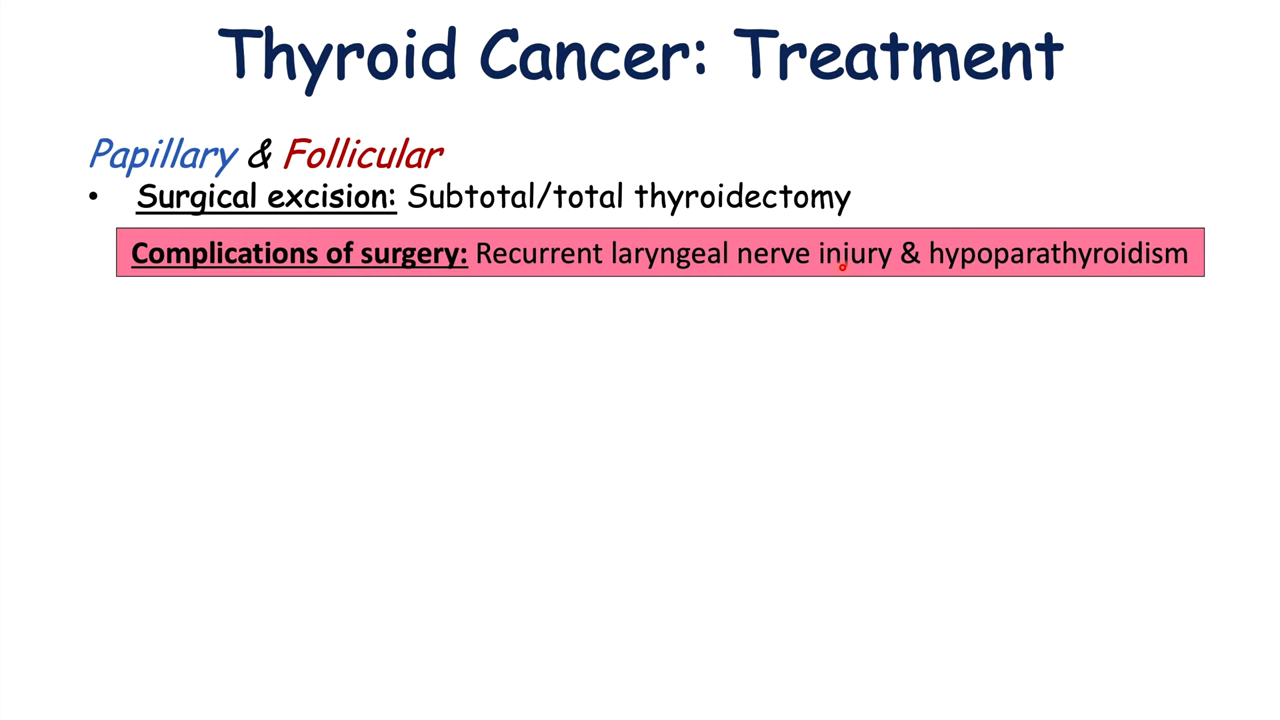 Thyroid Cancer: Treatment
Papillary & Follicular
• Surgical excision: Subtotal/total thyroidectomy
Complications of surgery: Recurrent laryngeal nerve injury & hypoparathyroidism